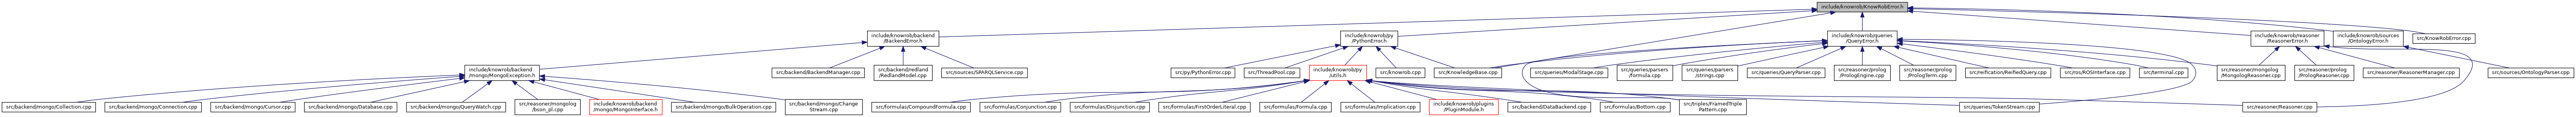 include/knowrob/KnowRobError.h
include/knowrob/backend
/BackendError.h
include/knowrob/py
/PythonError.h
include/knowrob/queries
/QueryError.h
include/knowrob/reasoner
/ReasonerError.h
include/knowrob/sources
/OntologyError.h
src/KnowRobError.cpp
include/knowrob/backend
/mongo/MongoException.h
src/backend/BackendManager.cpp
src/backend/redland
/RedlandModel.cpp
src/sources/SPARQLService.cpp
src/py/PythonError.cpp
src/ThreadPool.cpp
include/knowrob/py
/utils.h
src/knowrob.cpp
src/KnowledgeBase.cpp
src/queries/ModalStage.cpp
src/queries/parsers
/formula.cpp
src/queries/parsers
/strings.cpp
src/queries/QueryParser.cpp
src/reasoner/prolog
/PrologEngine.cpp
src/reasoner/prolog
/PrologTerm.cpp
src/reification/ReifiedQuery.cpp
src/ros/ROSInterface.cpp
src/terminal.cpp
src/reasoner/mongolog
/MongologReasoner.cpp
src/reasoner/prolog
/PrologReasoner.cpp
src/reasoner/ReasonerManager.cpp
src/sources/OntologyParser.cpp
src/backend/mongo/Collection.cpp
src/backend/mongo/Connection.cpp
src/backend/mongo/Cursor.cpp
src/backend/mongo/Database.cpp
src/backend/mongo/QueryWatch.cpp
src/reasoner/mongolog
/bson_pl.cpp
include/knowrob/backend
/mongo/MongoInterface.h
src/backend/mongo/BulkOperation.cpp
src/backend/mongo/Change
Stream.cpp
src/formulas/CompoundFormula.cpp
src/formulas/Conjunction.cpp
src/formulas/Disjunction.cpp
src/formulas/FirstOrderLiteral.cpp
src/formulas/Formula.cpp
src/formulas/Implication.cpp
include/knowrob/plugins
/PluginModule.h
src/backend/DataBackend.cpp
src/formulas/Bottom.cpp
src/triples/FramedTriple
Pattern.cpp
src/queries/TokenStream.cpp
src/reasoner/Reasoner.cpp